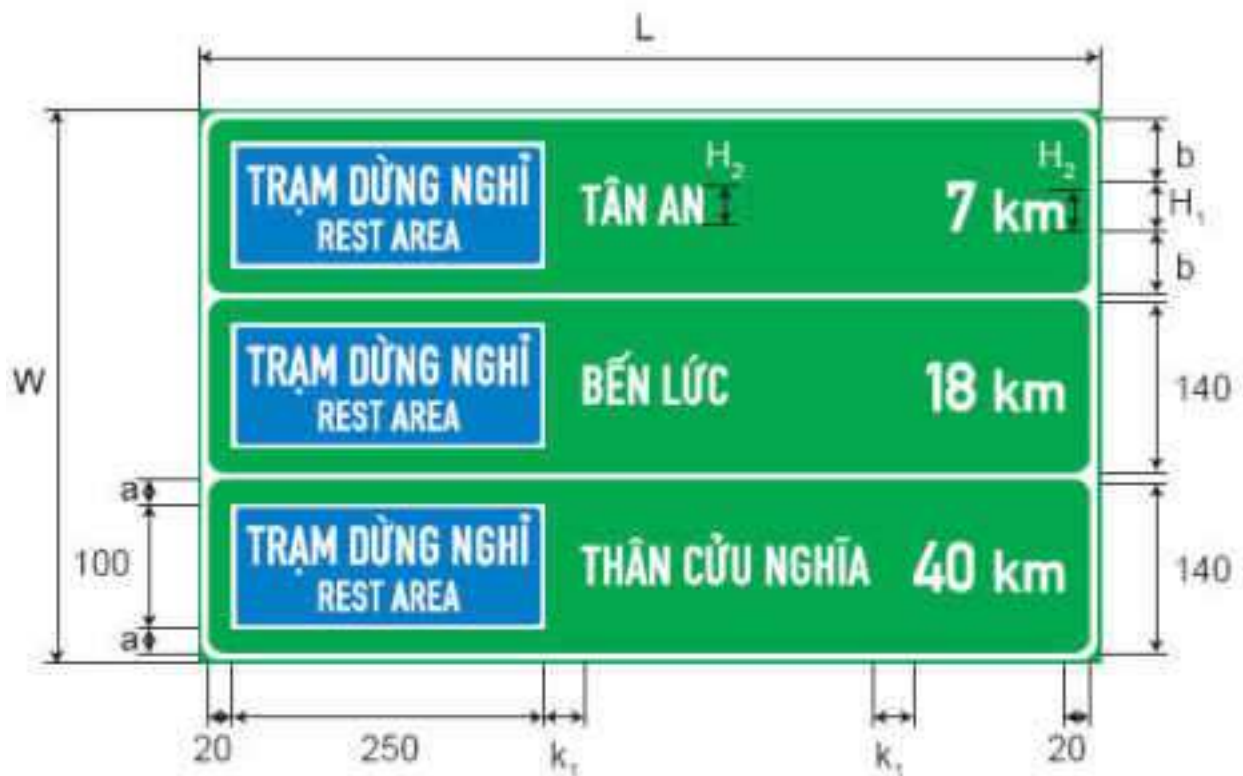 L
W
TRẠM DỪNG NGHỈ
REST AREA
TÂN AN
H₂
7 km
H₂
b
H₁
b
TRẠM DỪNG NGHỈ
REST AREA
BẾN LỨC
18 km
140
a
100
a
TRẠM DỪNG NGHỈ
REST AREA
THÂN CỬU NGHĨA
40 km
140
20
250
k₁
k₁
20